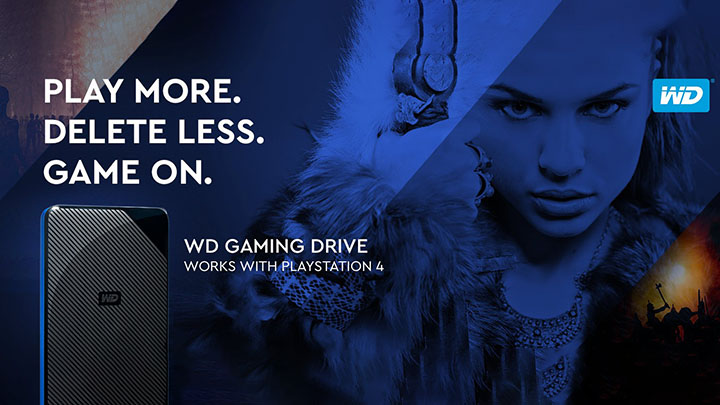 PLAY MORE.
DELETE LESS.
GAME ON.
WD
WD GAMING DRIVE
WORKS WITH PLAYSTATION 4
WD